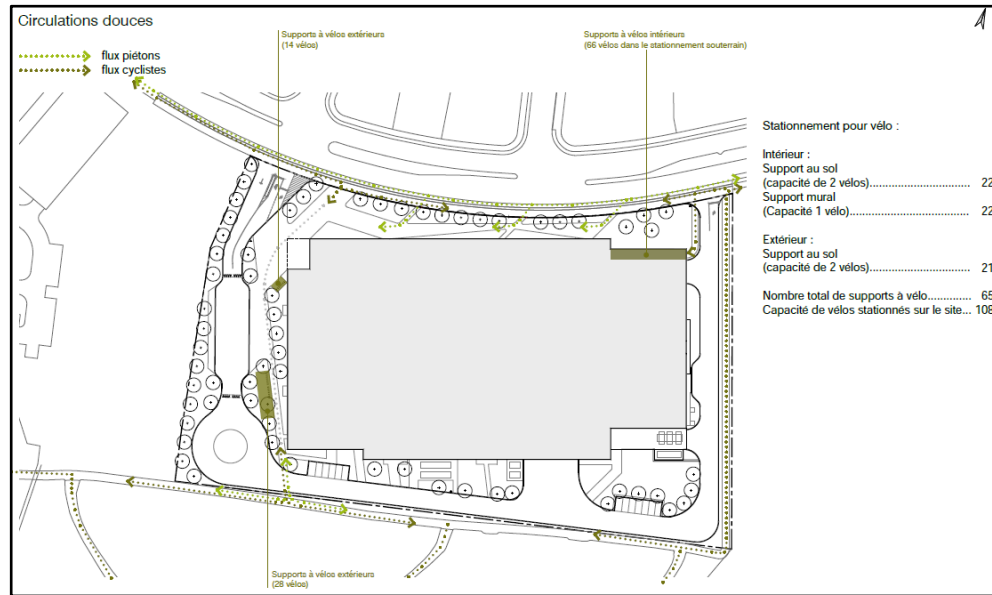 Circulations douces
flux piétons
flux cyclistes
Supports à vélos extérieurs
(14 vélos)
Supports à vélos intérieurs
(66 vélos dans le stationnement souterrain)
Stationnement pour vélo :
Intérieur :
Support au sol
(capacité de 2 vélos)............................... 22
Support mural
(Capacité 1 vélo)..................................... 22
Extérieur :
Support au sol
(capacité de 2 vélos)............................... 21
Nombre total de supports à vélo.............. 65
Capacité de vélos stationnés sur le site... 108
Supports à vélos extérieurs
(28 vélos)